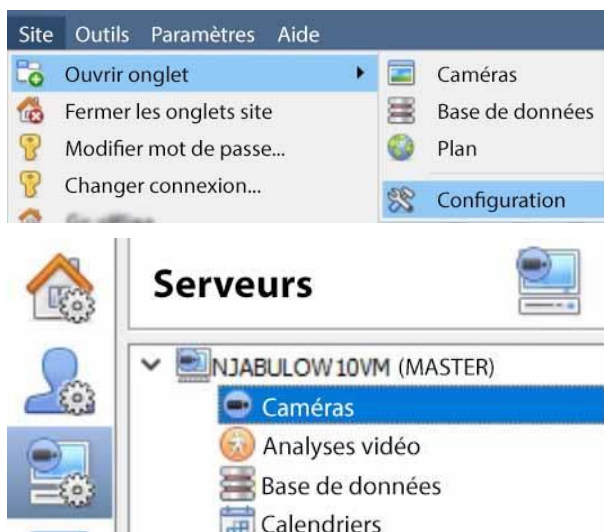 Site Outils Paramètres Aide
Ouvrir onglet Caméras
Fermer les onglets site Base de données
Modifier mot de passe... Plan
Changer connexion... Configuration
Serveurs
NJABULOW10VM (MASTER)
Caméras
Analyses vidéo
Base de données
Calendriers